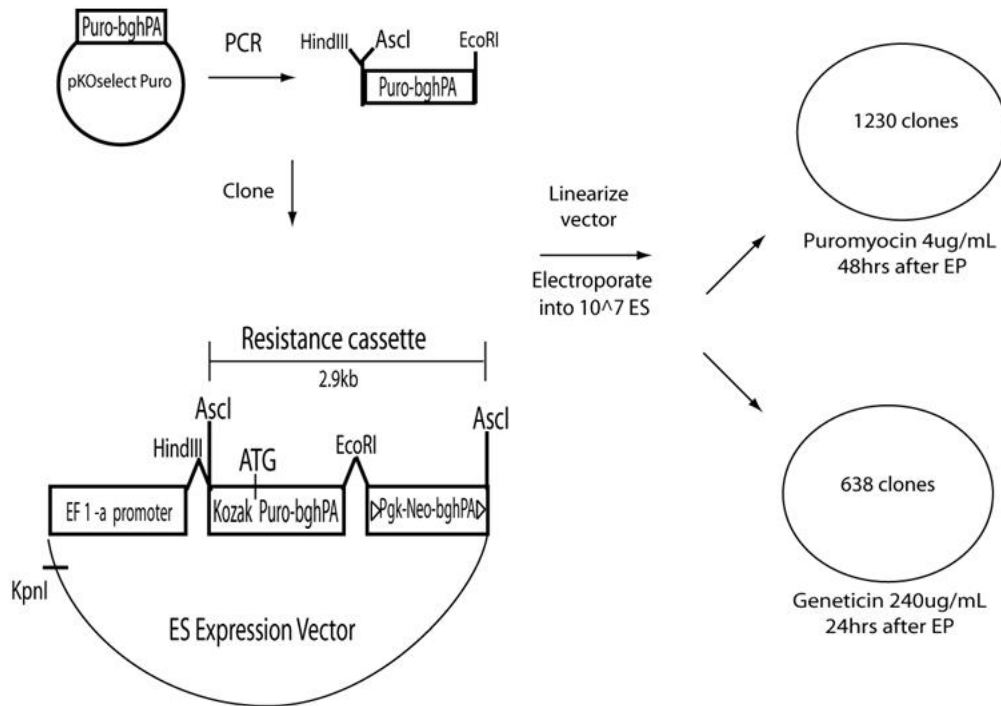 Puro-bghPA
pKOselect Puro
PCR
HindIII
AscI
EcoRI
Puro-bghPA
Clone
Linearize
vector
Electroporate
into 10^7 ES
1230 clones
Puromyocin 4ug/mL
48hrs after EP
638 clones
Geneticin 240ug/mL
24hrs after EP
Resistance cassette
2.9kb
AscI
AscI
HindIII
ATG
EcoRI
EF 1 -a promoter
Kozak Puro-bghPA
Pgk-Neo-bghPA
KpnI
ES Expression Vector